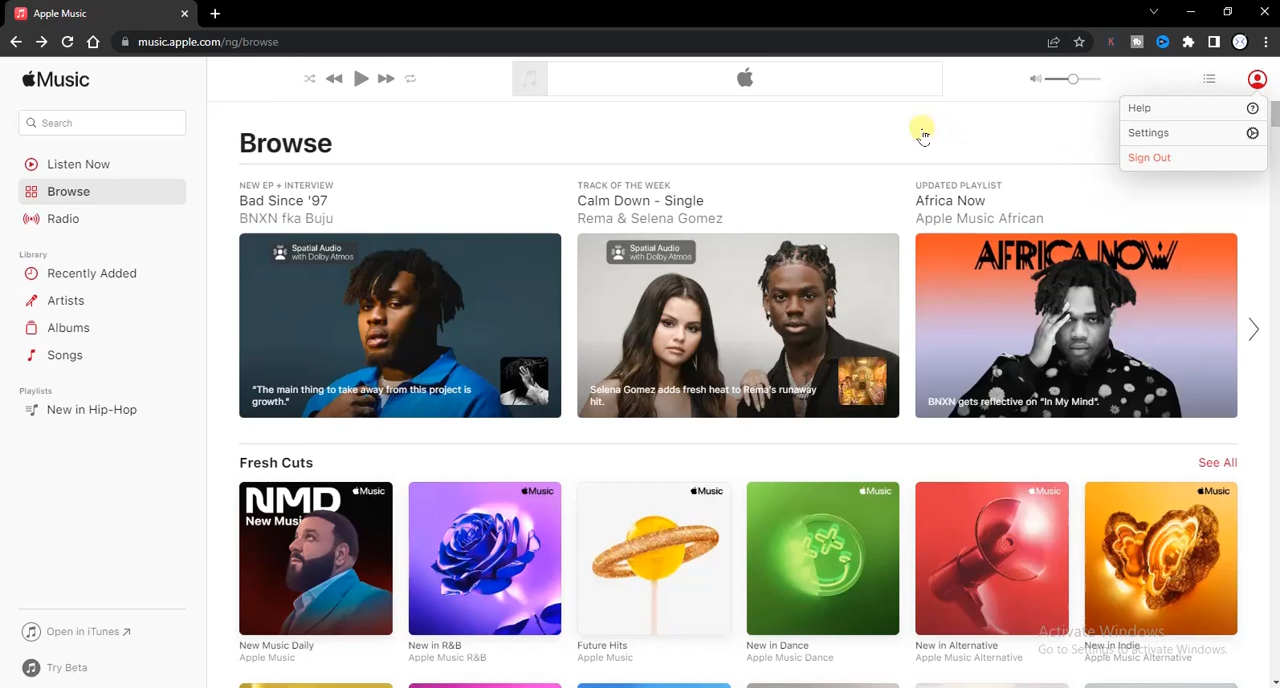 Apple Music
music.apple.com/ng/browse
Music
Search
Listen Now
Browse
Radio
Library
Recently Added
Artists
Albums
Songs
Playlists
New in Hip-Hop
Open in iTunes
Try Beta
Help
Settings
Sign Out
Browse
NEW EP + INTERVIEW
Bad Since '97
BNXN fka Buju
Spatial Audio
with Dolby Atmos
“The main thing to take away from this project is
growth.”
TRACK OF THE WEEK
Calm Down - Single
Rema & Selena Gomez
Spatial Audio
with Dolby Atmos
Selena Gomez adds fresh heat to Rema's runaway
hit.
UPDATED PLAYLIST
Africa Now
Apple Music African
AFRICA NOW
BNXN gets reflective on “In My Mind”.
Fresh Cuts
See All
Music
NMD
New Musi
New Music Daily
Apple Music
Music
New in R&B
Apple Music R&B
Music
Future Hits
Apple Music
Music
New in Dance
Apple Music Dance
Music
New in Alternative
Apple Music Alternative
Music
New in Indie
Apple Music Alternative
Activate Windows
Go to Settings to activate Windows.